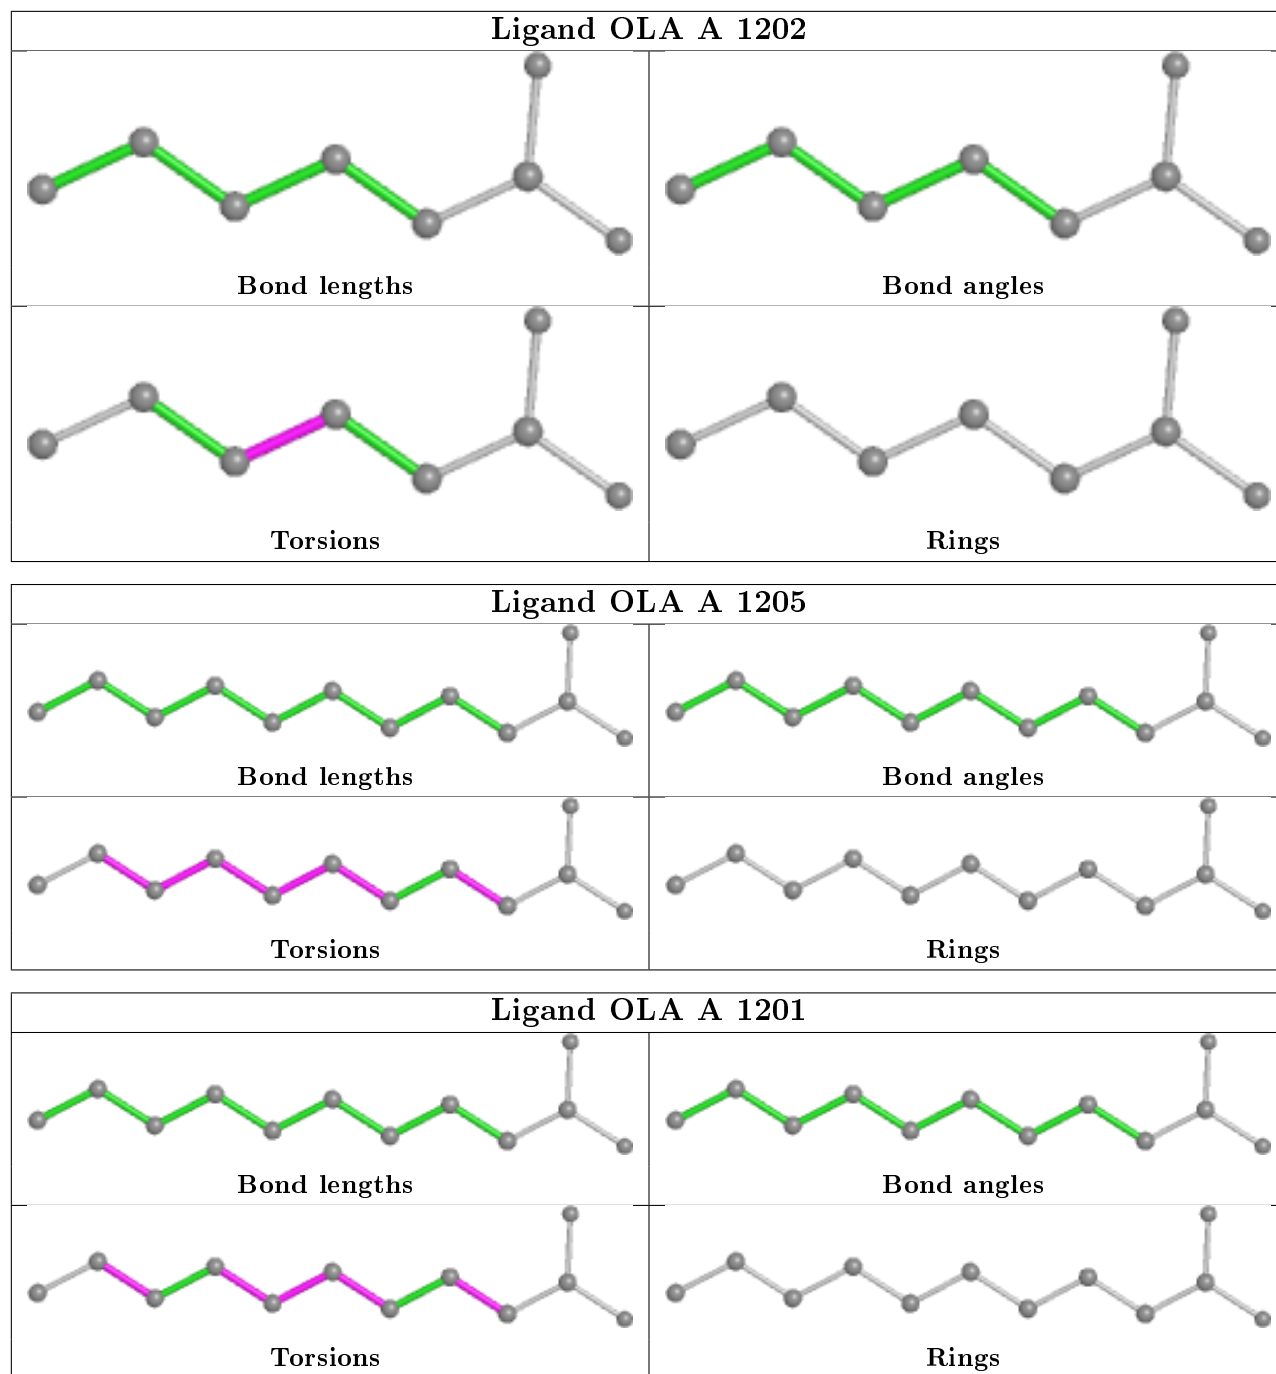 Ligand OLA A 1202
Bond lengths
Bond angles
Torsions
Rings
Ligand OLA A 1205
Bond lengths
Bond angles
Torsions
Rings
Ligand OLA A 1201
Bond lengths
Bond angles
Torsions
Rings